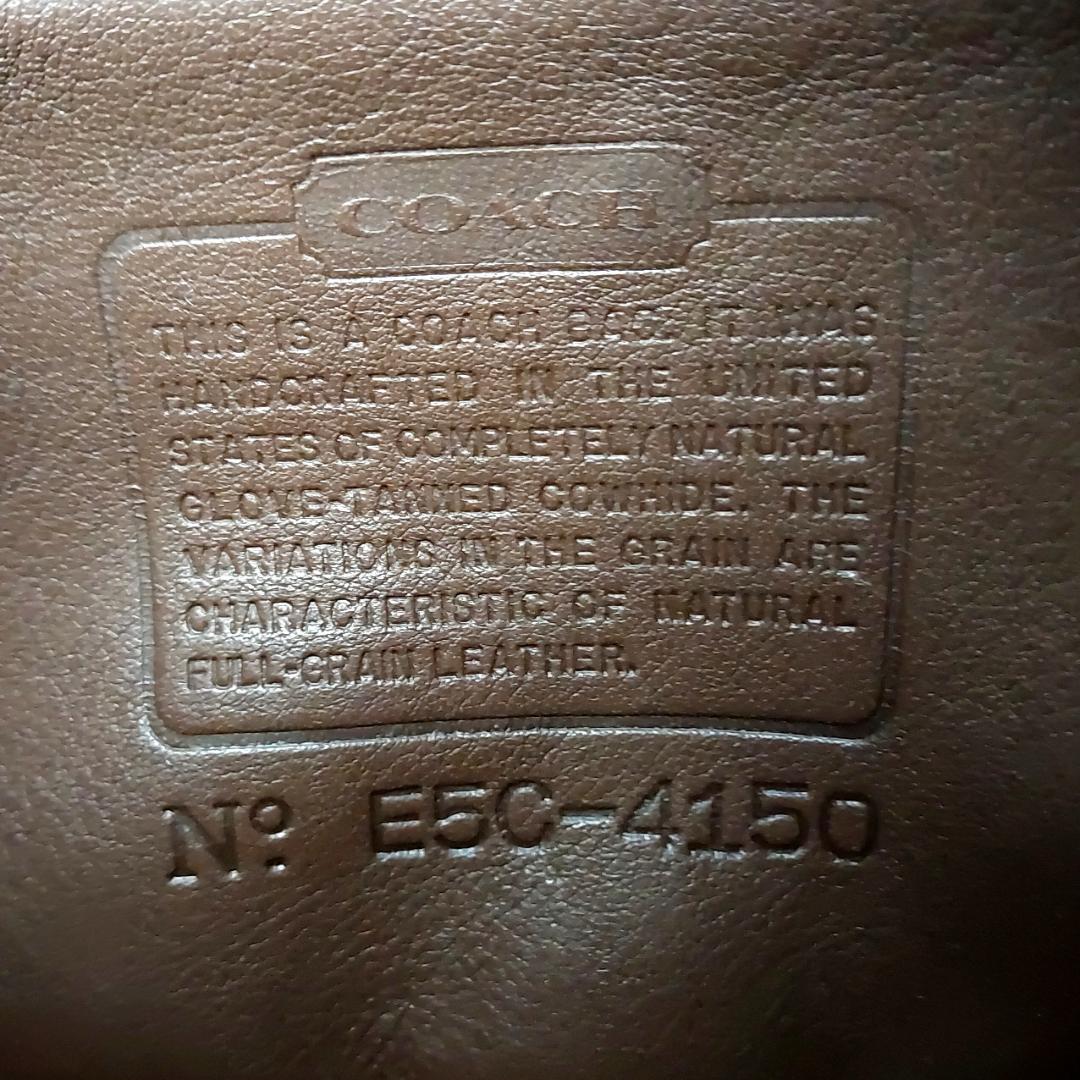 COACH
THIS IS A COACH BAG. IT WAS
HANDCRAFTED IN THE UNITED
STATES OF COMPLETELY NATURAL
GLOVE-TANNED COWHIDE. THE
VARIATIONS IN THE GRAIN ARE
CHARACTERISTIC OF NATURAL
FULL-GRAIN LEATHER.
Nº E5C-4150